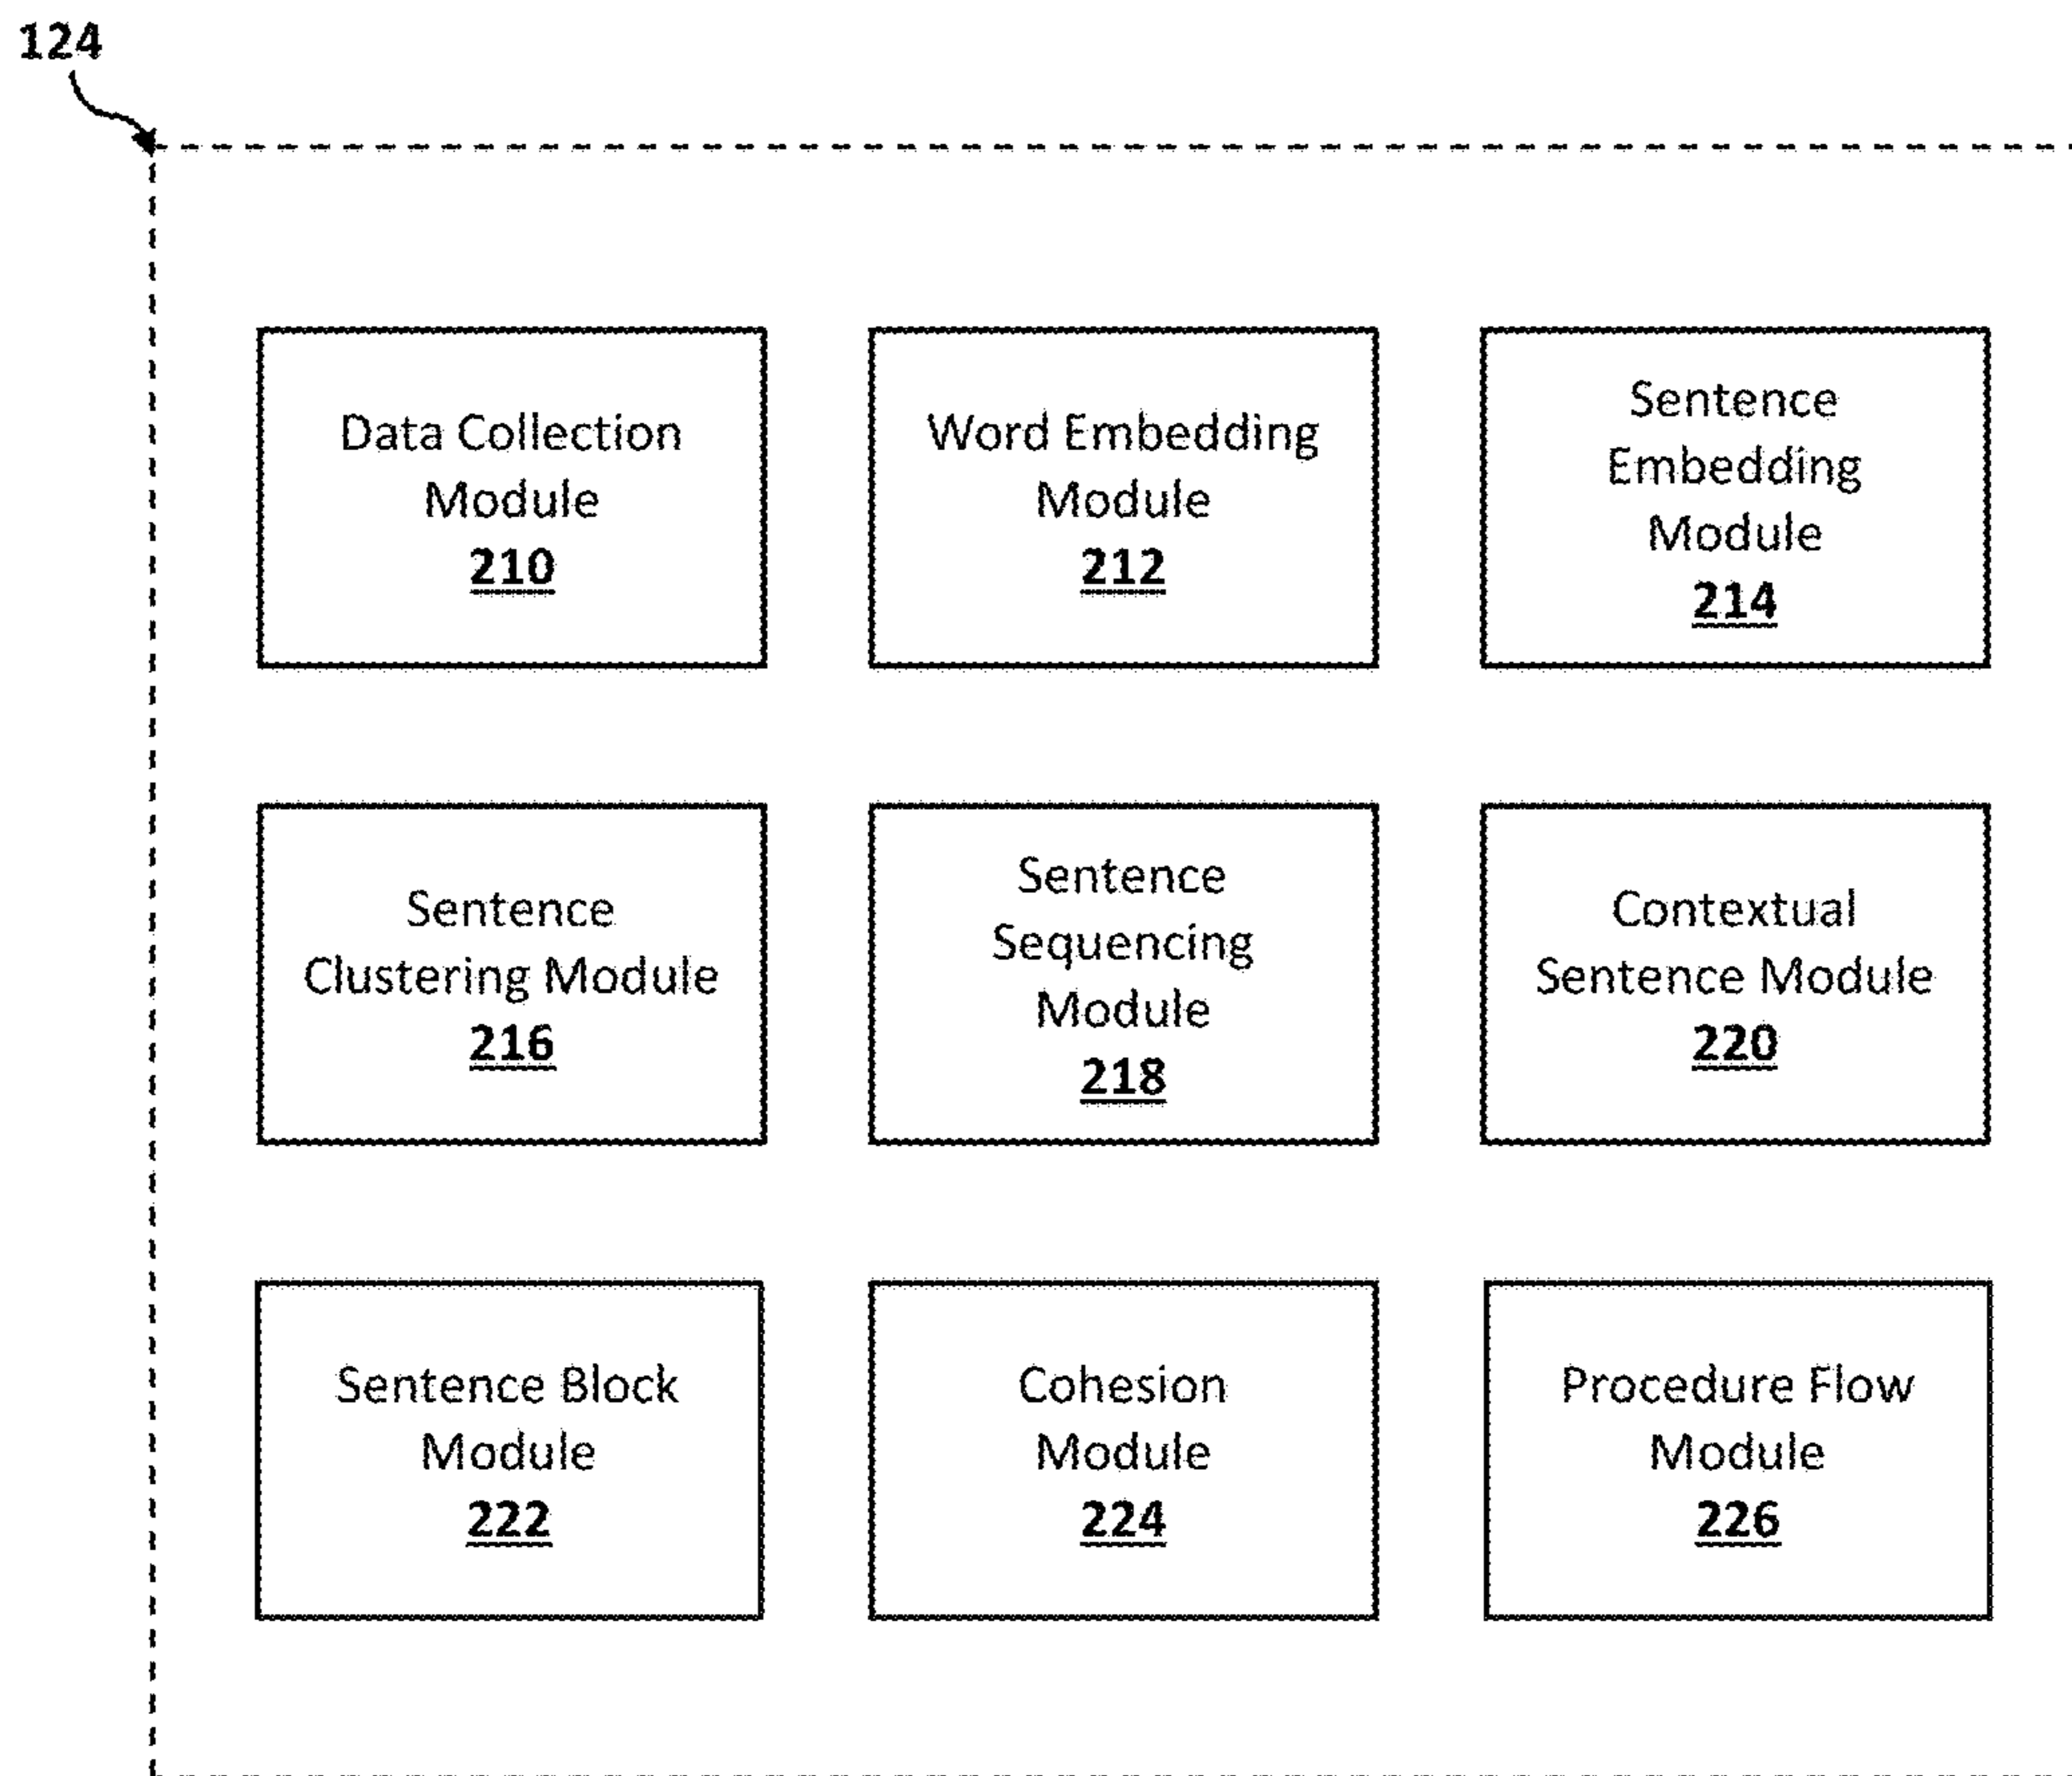 124
Data Collection
Module
210
Word Embedding
Module
212
Sentence
Embedding
Module
214
Sentence
Clustering Module
216
Sentence
Sequencing
Module
218
Contextual
Sentence Module
220
Sentence Block
Module
222
Cohesion
Module
224
Procedure Flow
Module
226